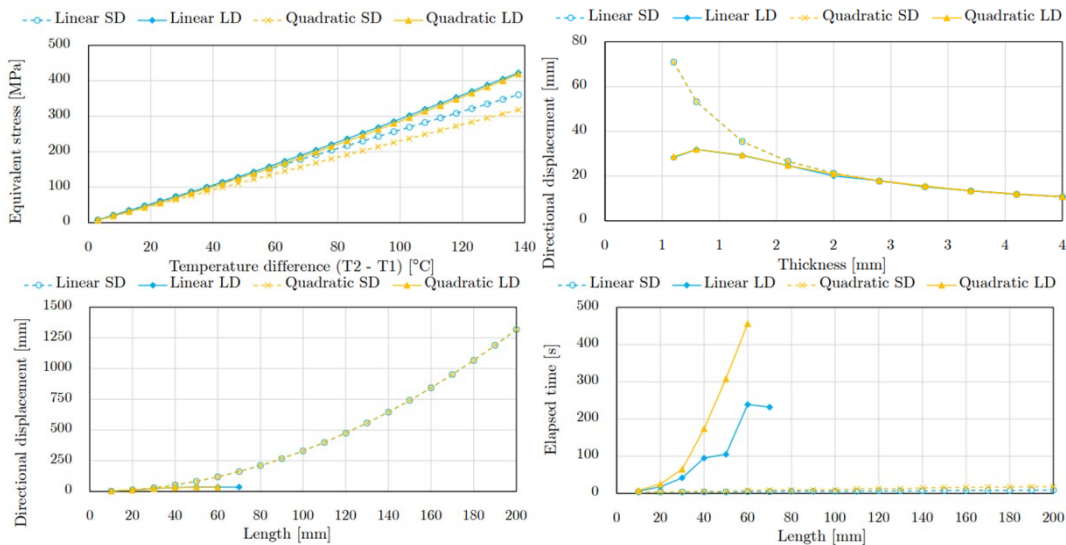 Linear SD Linear LD Quadratic SD Quadratic LD
Equivalent stress [MPa]
500
400
300
200
100
0
0 20 40 60 80 100 120 140
Temperature difference (T2 - T1) [°C]
Linear SD Linear LD Quadratic SD Quadratic LD
Directional displacement [mm]
80
60
40
20
0
0 1 1 2 2 3 3 4 4
Thickness [mm]
Linear SD Linear LD Quadratic SD Quadratic LD
Directional displacement [mm]
1500
1250
1000
750
500
250
0
0 20 40 60 80 100 120 140 160 180 200
Length [mm]
Linear SD Linear LD Quadratic SD Quadratic LD
Elapsed time [s]
500
400
300
200
100
0
0 20 40 60 80 100 120 140 160 180 200
Length [mm]